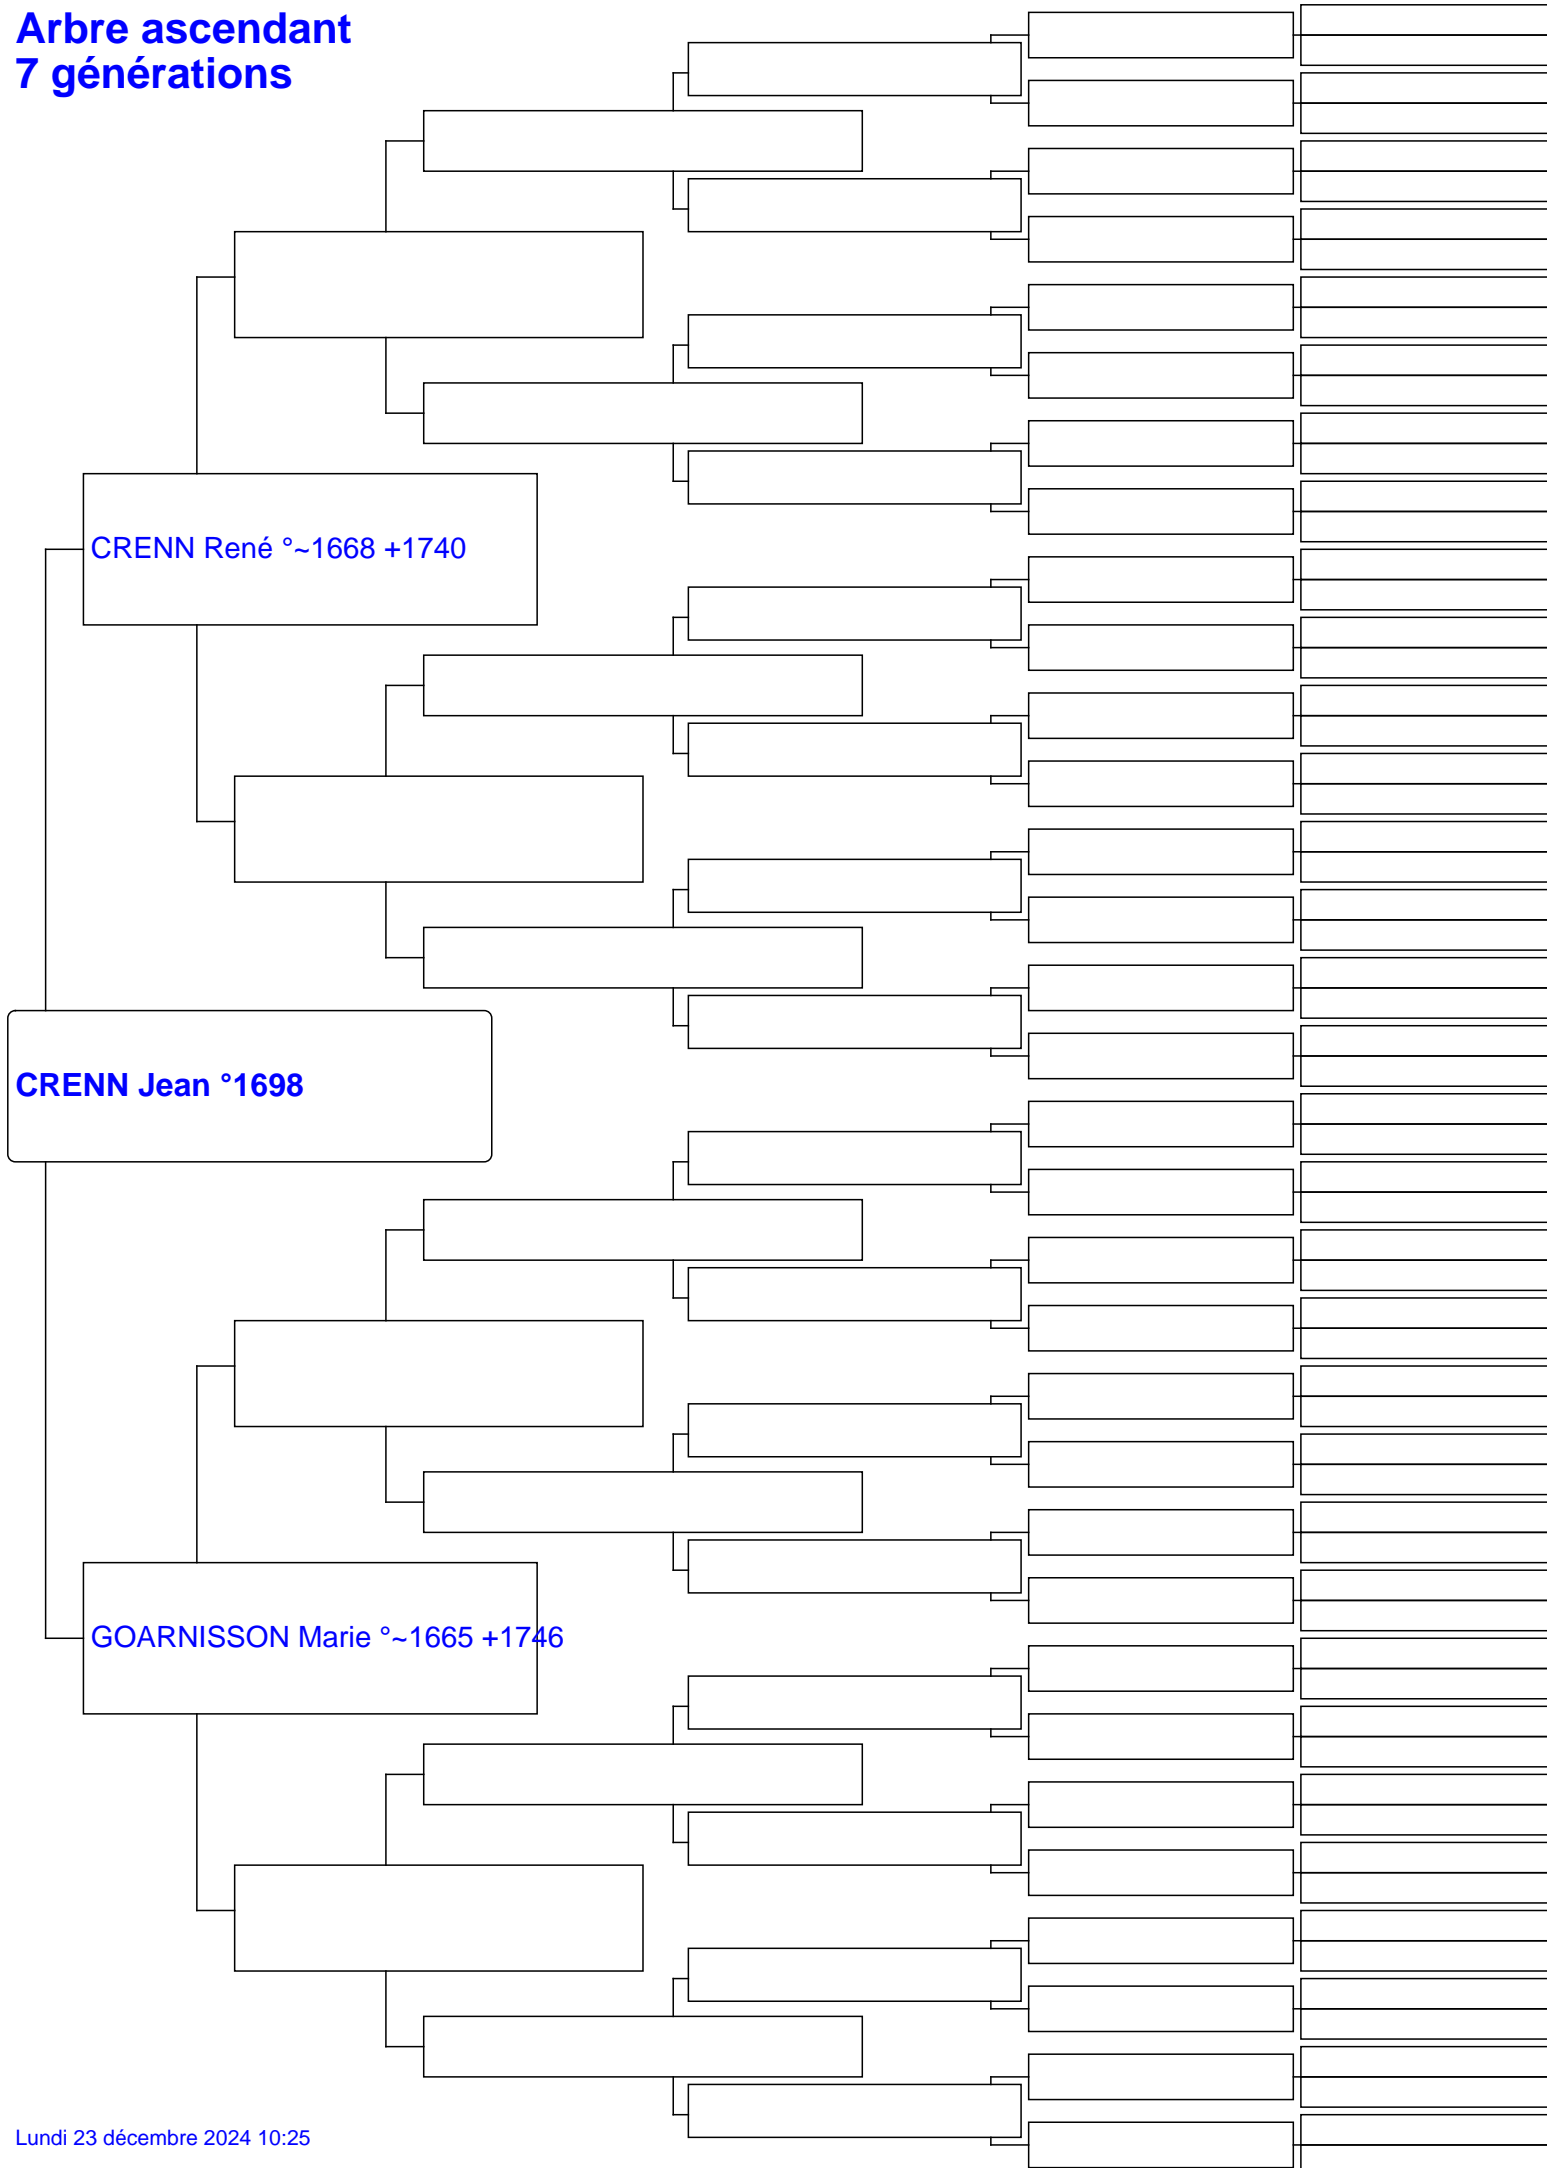 Arbre ascendant
7 générations
CRENN René °~1668 +1740
CRENN Jean °1698
GOARNISSON Marie °~1665 +1746
Lundi 23 décembre 2024 10:25